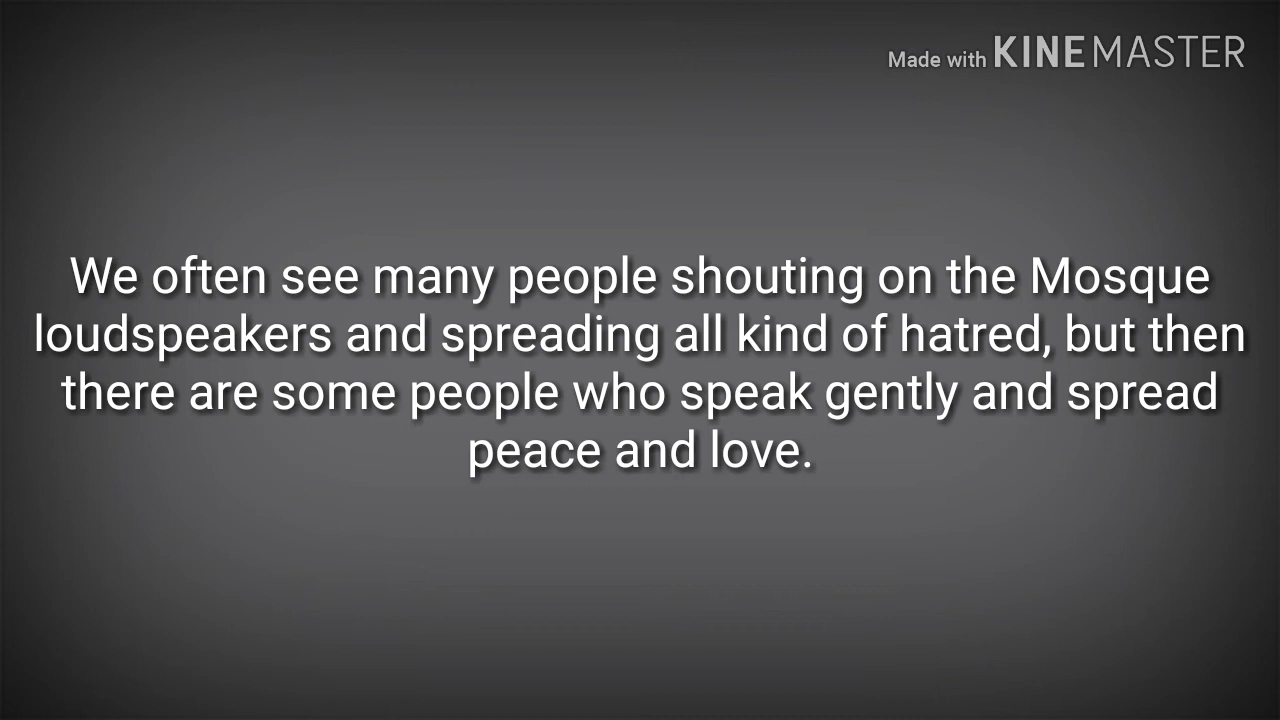 Made with KINEMASTER
We often see many people shouting on the Mosque
loudspeakers and spreading all kind of hatred, but then
there are some people who speak gently and spread
peace and love.